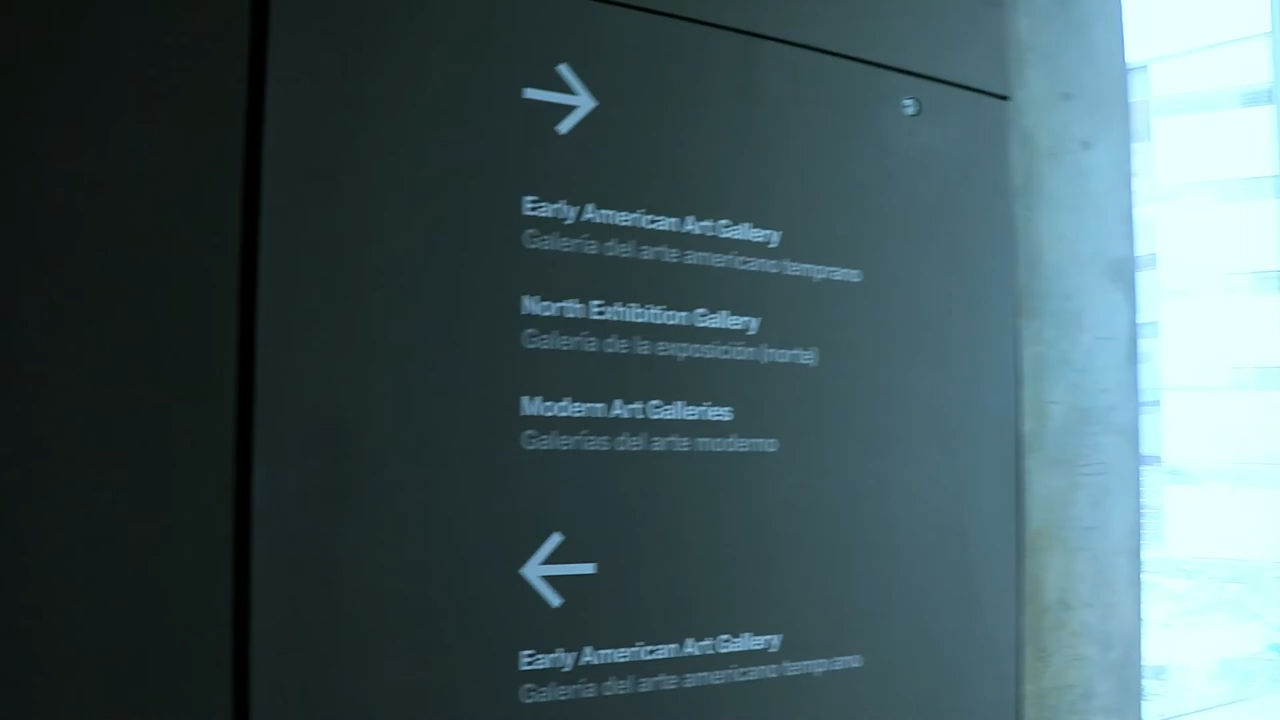 Early American Art Gallery
Galería del arte americano temprano
North Exhibition Gallery
Galería de la exposición (norte)
Modern Art Galleries
Galerías del arte moderno
Early American Art Gallery
Galería del arte americano temprano